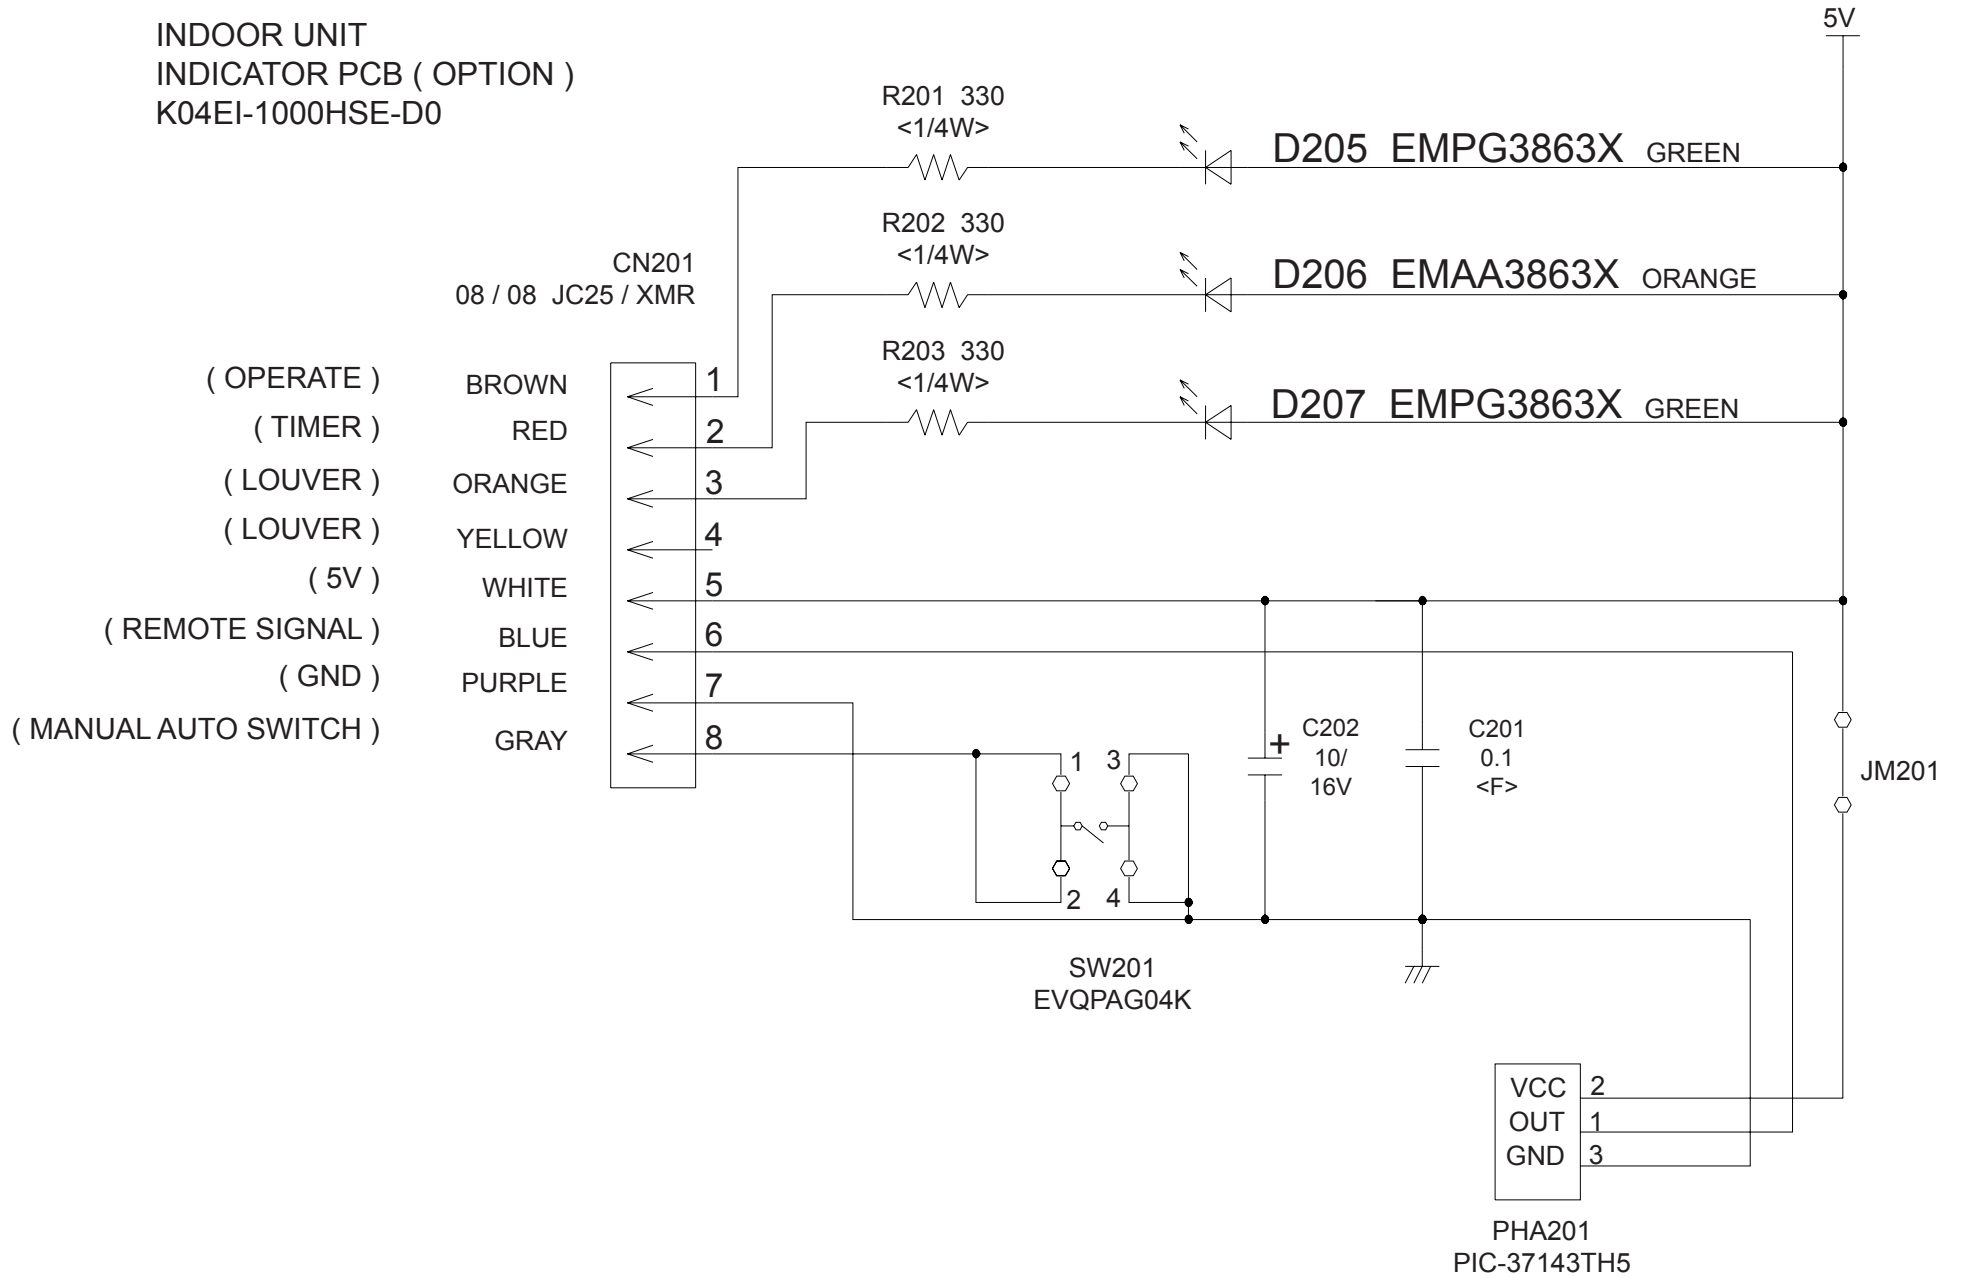 INDOOR UNIT
INDICATOR PCB ( OPTION )
K04EI-1000HSE-D0
5V
R201 330
<1/4W>
D205 EMPG3863X GREEN
R202 330
<1/4W>
D206 EMAA3863X ORANGE
CN201
08 / 08 JC25 / XMR
R203 330
<1/4W>
D207 EMPG3863X GREEN
( OPERATE ) BROWN 1
( TIMER ) RED 2
( LOUVER ) ORANGE 3
( LOUVER ) YELLOW 4
( 5V ) WHITE 5
( REMOTE SIGNAL ) BLUE 6
( GND ) PURPLE 7
( MANUAL AUTO SWITCH ) GRAY 8
1 3
2 4
SW201
EVQPAG04K
+
C202
10/
16V
C201
0.1
<F>
JM201
VCC 2
OUT 1
GND 3
PHA201
PIC-37143TH5